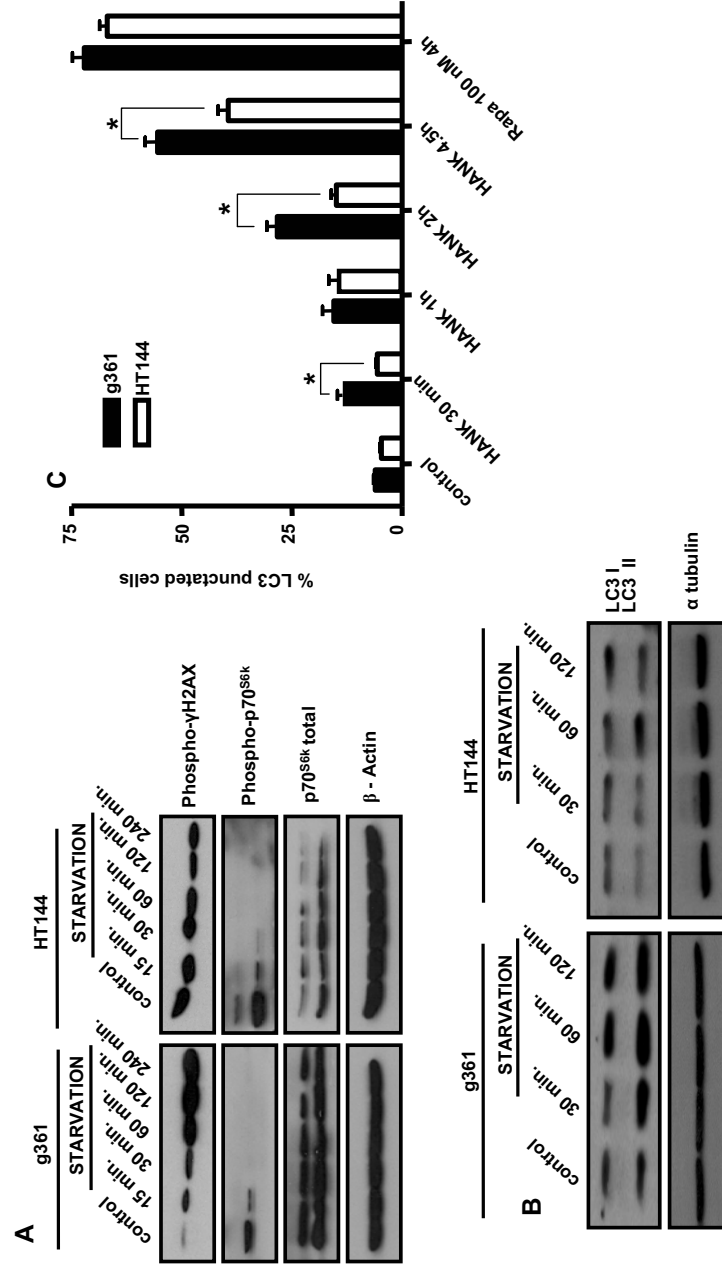 A
g361
HT144
STARVATION
STARVATION
control
15 min.
30 min.
60 min.
120 min.
240 min.
control
15 min.
30 min.
60 min.
120 min.
240 min.
Phospho-γH2AX
Phospho-p70S6k
p70S6k total
β - Actin
B
g361
HT144
STARVATION
STARVATION
control
30 min.
60 min.
120 min.
control
30 min.
60 min.
120 min.
LC3 I
LC3 II
α tubulin
C
g361
HT144
% LC3 punctated cells
75
50
25
0
*
*
*
control
HANK 30 min
HANK 1h
HANK 2h
HANK 4.5h
Rapa 100 nM 4h